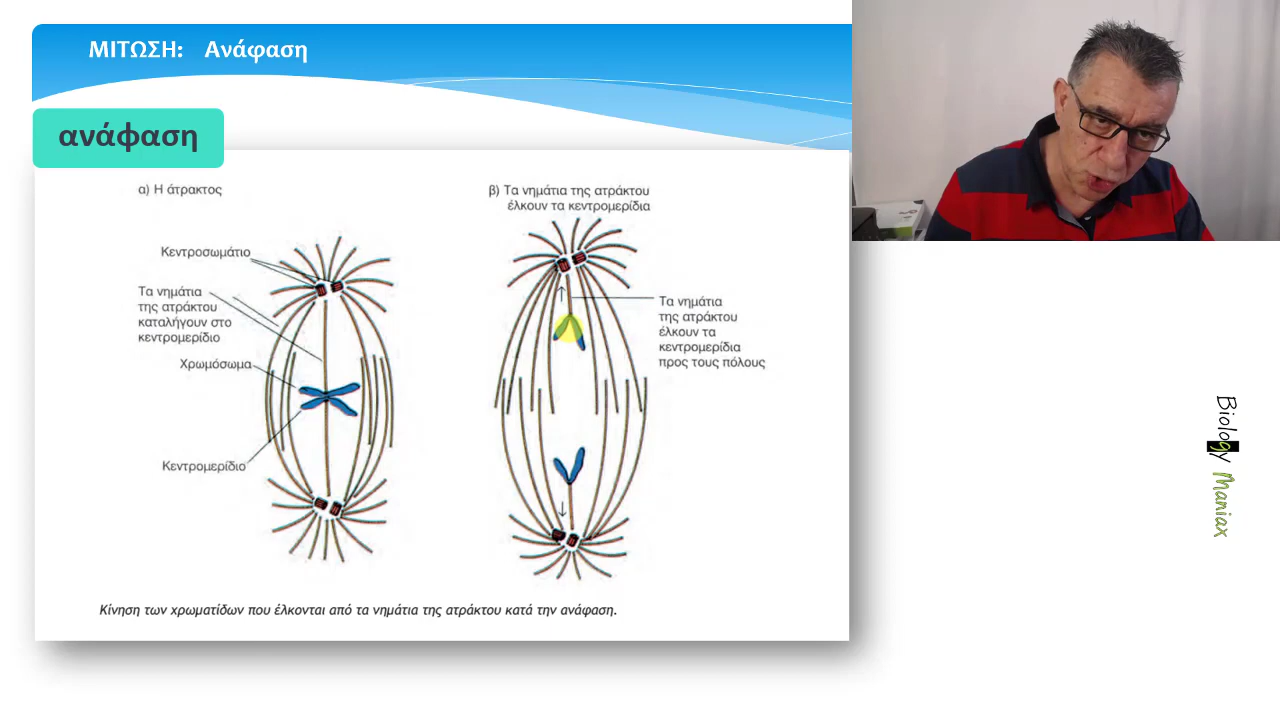 ΜΙΤΩΣΗ: Ανάφαση
ανάφαση
α) Η άτρακτος
Κεντροσωμάτιο
Τα νημάτια
της ατράκτου
καταλήγουν στο
κεντρομερίδιο
Χρωμόσωμα
Κεντρομερίδιο
β) Τα νημάτια της ατράκτου
έλκουν τα κεντρομερίδια
Τα νημάτια
της ατράκτου
έλκουν τα
κεντρομερίδια
προς τους πόλους
Κίνηση των χρωματίδων που έλκονται από τα νημάτια της ατράκτου κατά την ανάφαση.
Biology Maniax